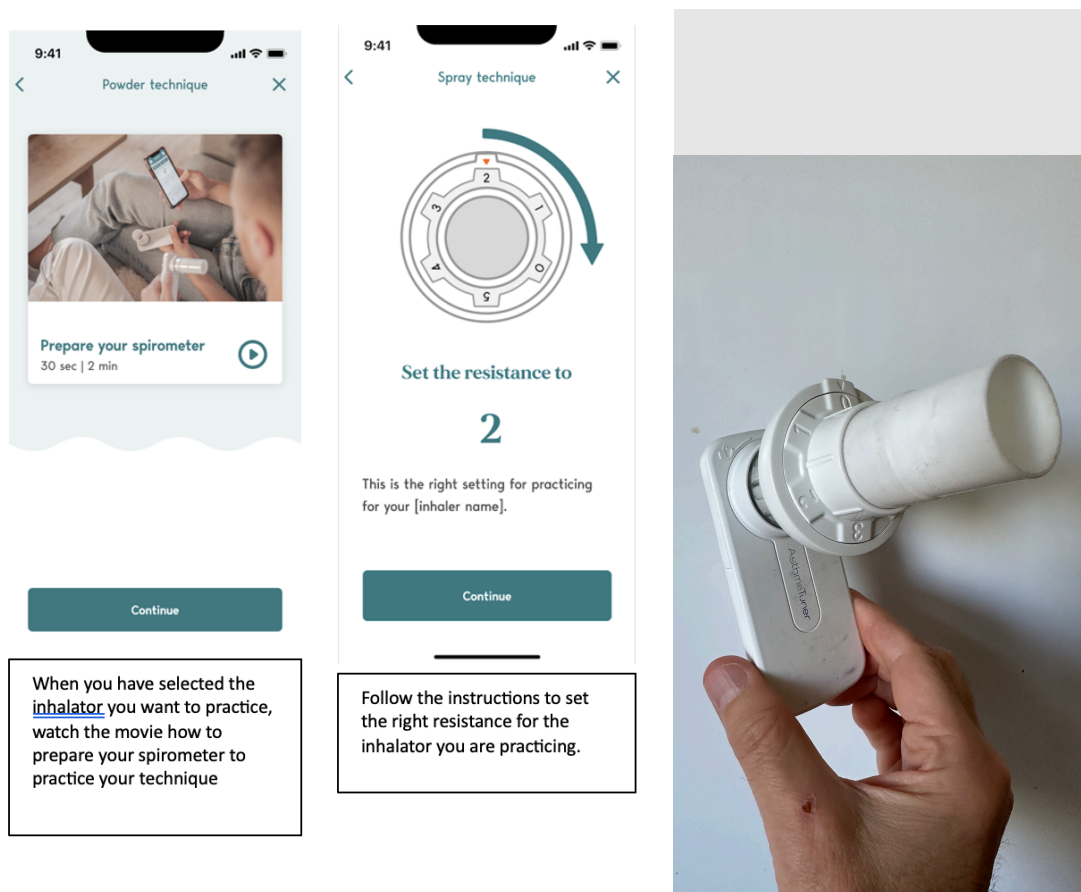 9:41
Powder technique
Prepare your spirometer
30 sec | 2 min
Continue
When you have selected the
inhalator you want to practice,
watch the movie how to
prepare your spirometer to
practice your technique
9:41
Spray technique
2
3
1
4
0
5
Set the resistance to
2
This is the right setting for practicing
for your [inhaler name].
Continue
Follow the instructions to set
the right resistance for the
inhalator you are practicing.
0
1
3
AsthmaTuner